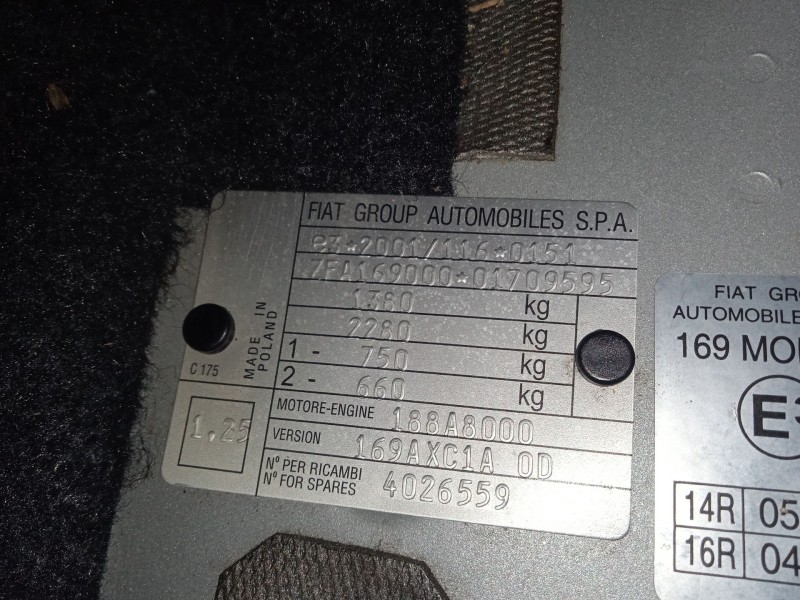 FIAT GROUP AUTOMOBILES S.P.A.
e3*2001/116*0151
ZFA169000*01709595
1380 kg
2280 kg
1 - 750 kg
2 - 660 kg
MADE IN POLAND
C 175
1.25
MOTORE-ENGINE 188A8000
VERSION 169AXC1A 0D
N° PER RICAMBI
N° FOR SPARES 4026559
FIAT GRO
AUTOMOBILE
169 MO
E3
14R 05
16R 04